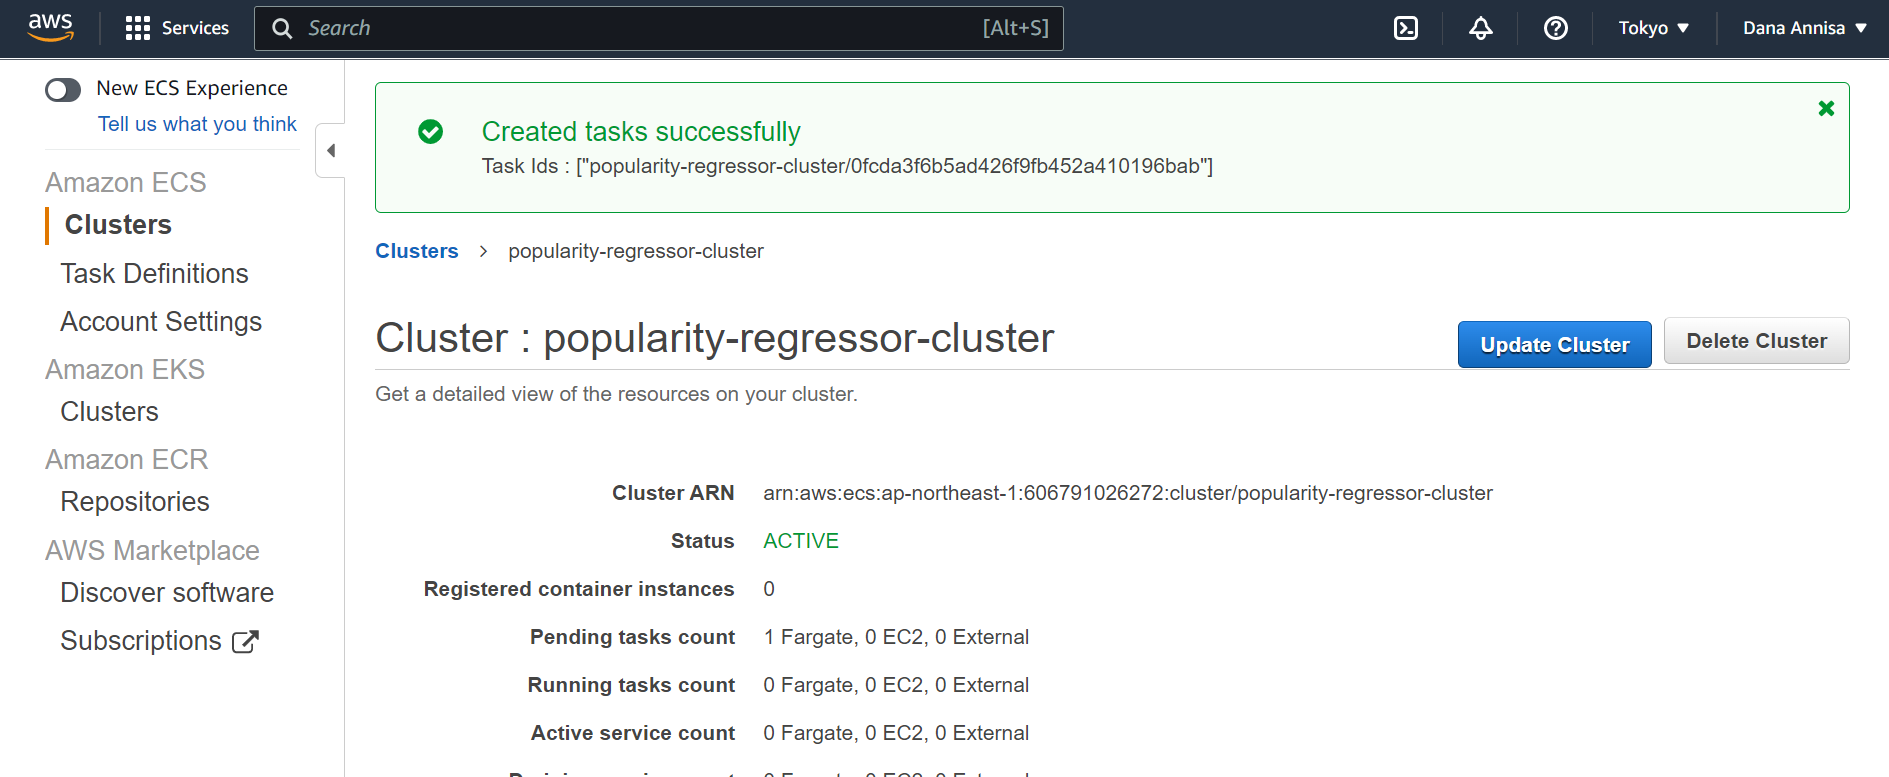 aws
Services
Search [Alt+S]
Tokyo
Dana Annisa
New ECS Experience
Tell us what you think
Amazon ECS
Clusters
Task Definitions
Account Settings
Amazon EKS
Clusters
Amazon ECR
Repositories
AWS Marketplace
Discover software
Subscriptions
Created tasks successfully
Task Ids : ["popularity-regressor-cluster/0fcda3f6b5ad426f9fb452a410196bab"]
Clusters > popularity-regressor-cluster
Cluster : popularity-regressor-cluster
Update Cluster
Delete Cluster
Get a detailed view of the resources on your cluster.
Cluster ARN arn:aws:ecs:ap-northeast-1:606791026272:cluster/popularity-regressor-cluster
Status ACTIVE
Registered container instances 0
Pending tasks count 1 Fargate, 0 EC2, 0 External
Running tasks count 0 Fargate, 0 EC2, 0 External
Active service count 0 Fargate, 0 EC2, 0 External